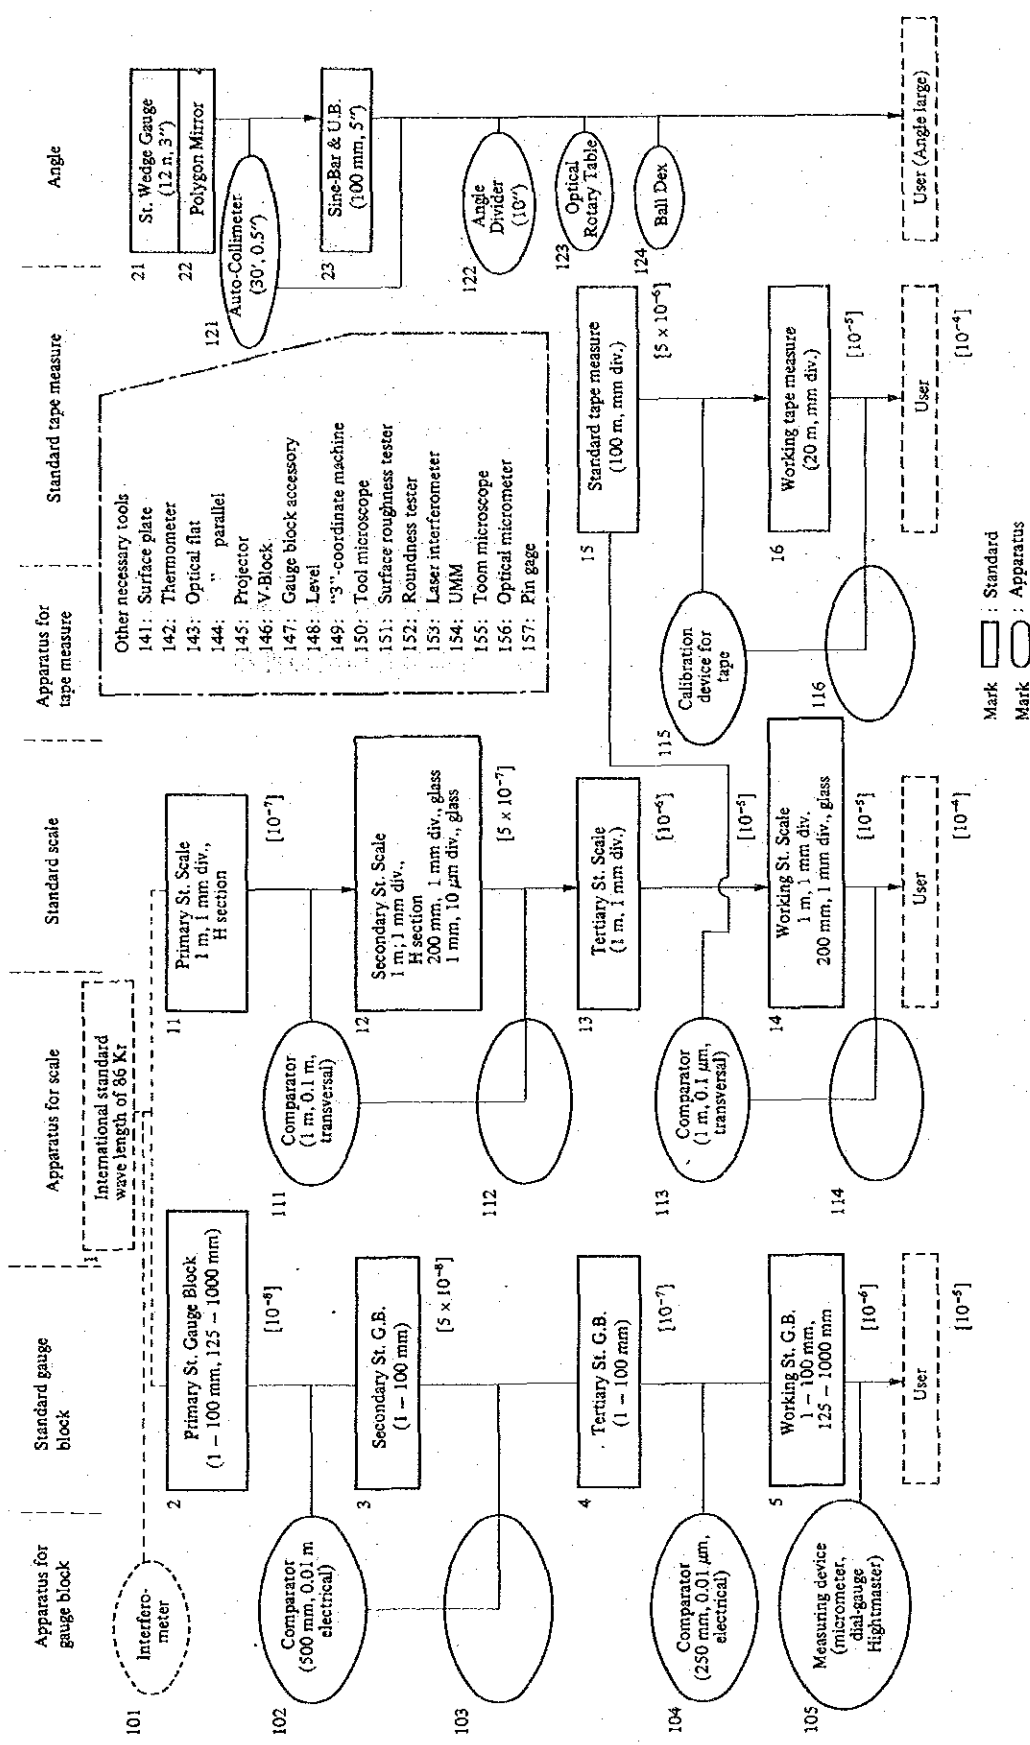 Apparatus for
gauge block
Standard gauge
block
Apparatus for scale
Standard scale
Apparatus for
tape measure
Standard tape measure
Angle
1
International standard
wave length of 86 Kr
101
Interfero-
meter
2
Primary St. Gauge Block
(1 – 100 mm, 125 – 1000 mm)
[10⁻⁸]
102
Comparator
(500 mm, 0.01 m
electrical)
3
Secondary St. G.B.
(1 – 100 mm)
[5 × 10⁻⁸]
103
4
Tertiary St. G.B.
(1 – 100 mm)
[10⁻⁷]
104
Comparator
(250 mm, 0.01 μm,
electrical)
5
Working St. G.B.
1 – 100 mm,
125 – 1000 mm
[10⁻⁶]
105
Measuring device
(micrometer,
dial-gauge
Hightmaster)
User
[10⁻⁵]
11
Primary St. Scale
1 m, 1 mm div.,
H section
[10⁻⁷]
111
Comparator
(1 m, 0.1 m,
transversal)
12
Secondary St. Scale
1 m; 1 mm div.,
H section
200 mm, 1 mm div., glass
1 mm, 10 μm div., glass
[5 × 10⁻⁷]
112
13
Tertiary St. Scale
(1 m, 1 mm div.)
[10⁻⁶]
113
Comparator
(1 m, 0.1 μm,
transversal)
[10⁻⁵]
14
Working St. Scale
1 m, 1 mm div.
200 mm, 1 mm div., glass
[10⁻⁵]
114
User
[10⁻⁴]
Other necessary tools
141: Surface plate
142: Thermometer
143: Optical flat
144: " parallel
145: Projector
146: V-Block
147: Gauge block accessory
148: Level
149: "3"-coordinate machine
150: Tool microscope
151: Surface roughness tester
152: Roundness tester
153: Laser interferometer
154: UMM
155: Toom microscope
156: Optical micrometer
157: Pin gage
15
Standard tape measure
(100 m, mm div.)
[5 × 10⁻⁶]
115
Calibration
device for
tape
16
Working tape measure
(20 m, mm div.)
[10⁻⁵]
116
User
[10⁻⁴]
21
St. Wedge Gauge
(12 n, 3″)
22
Polygon Mirror
121
Auto-Collimeter
(30′, 0.5″)
23
Sine-Bar & U.B.
(100 mm, 5″)
122
Angle
Divider
(10″)
123
Optical
Rotary Table
124
Ball Dex
User (Angle large)
Mark : Standard
Mark : Apparatus